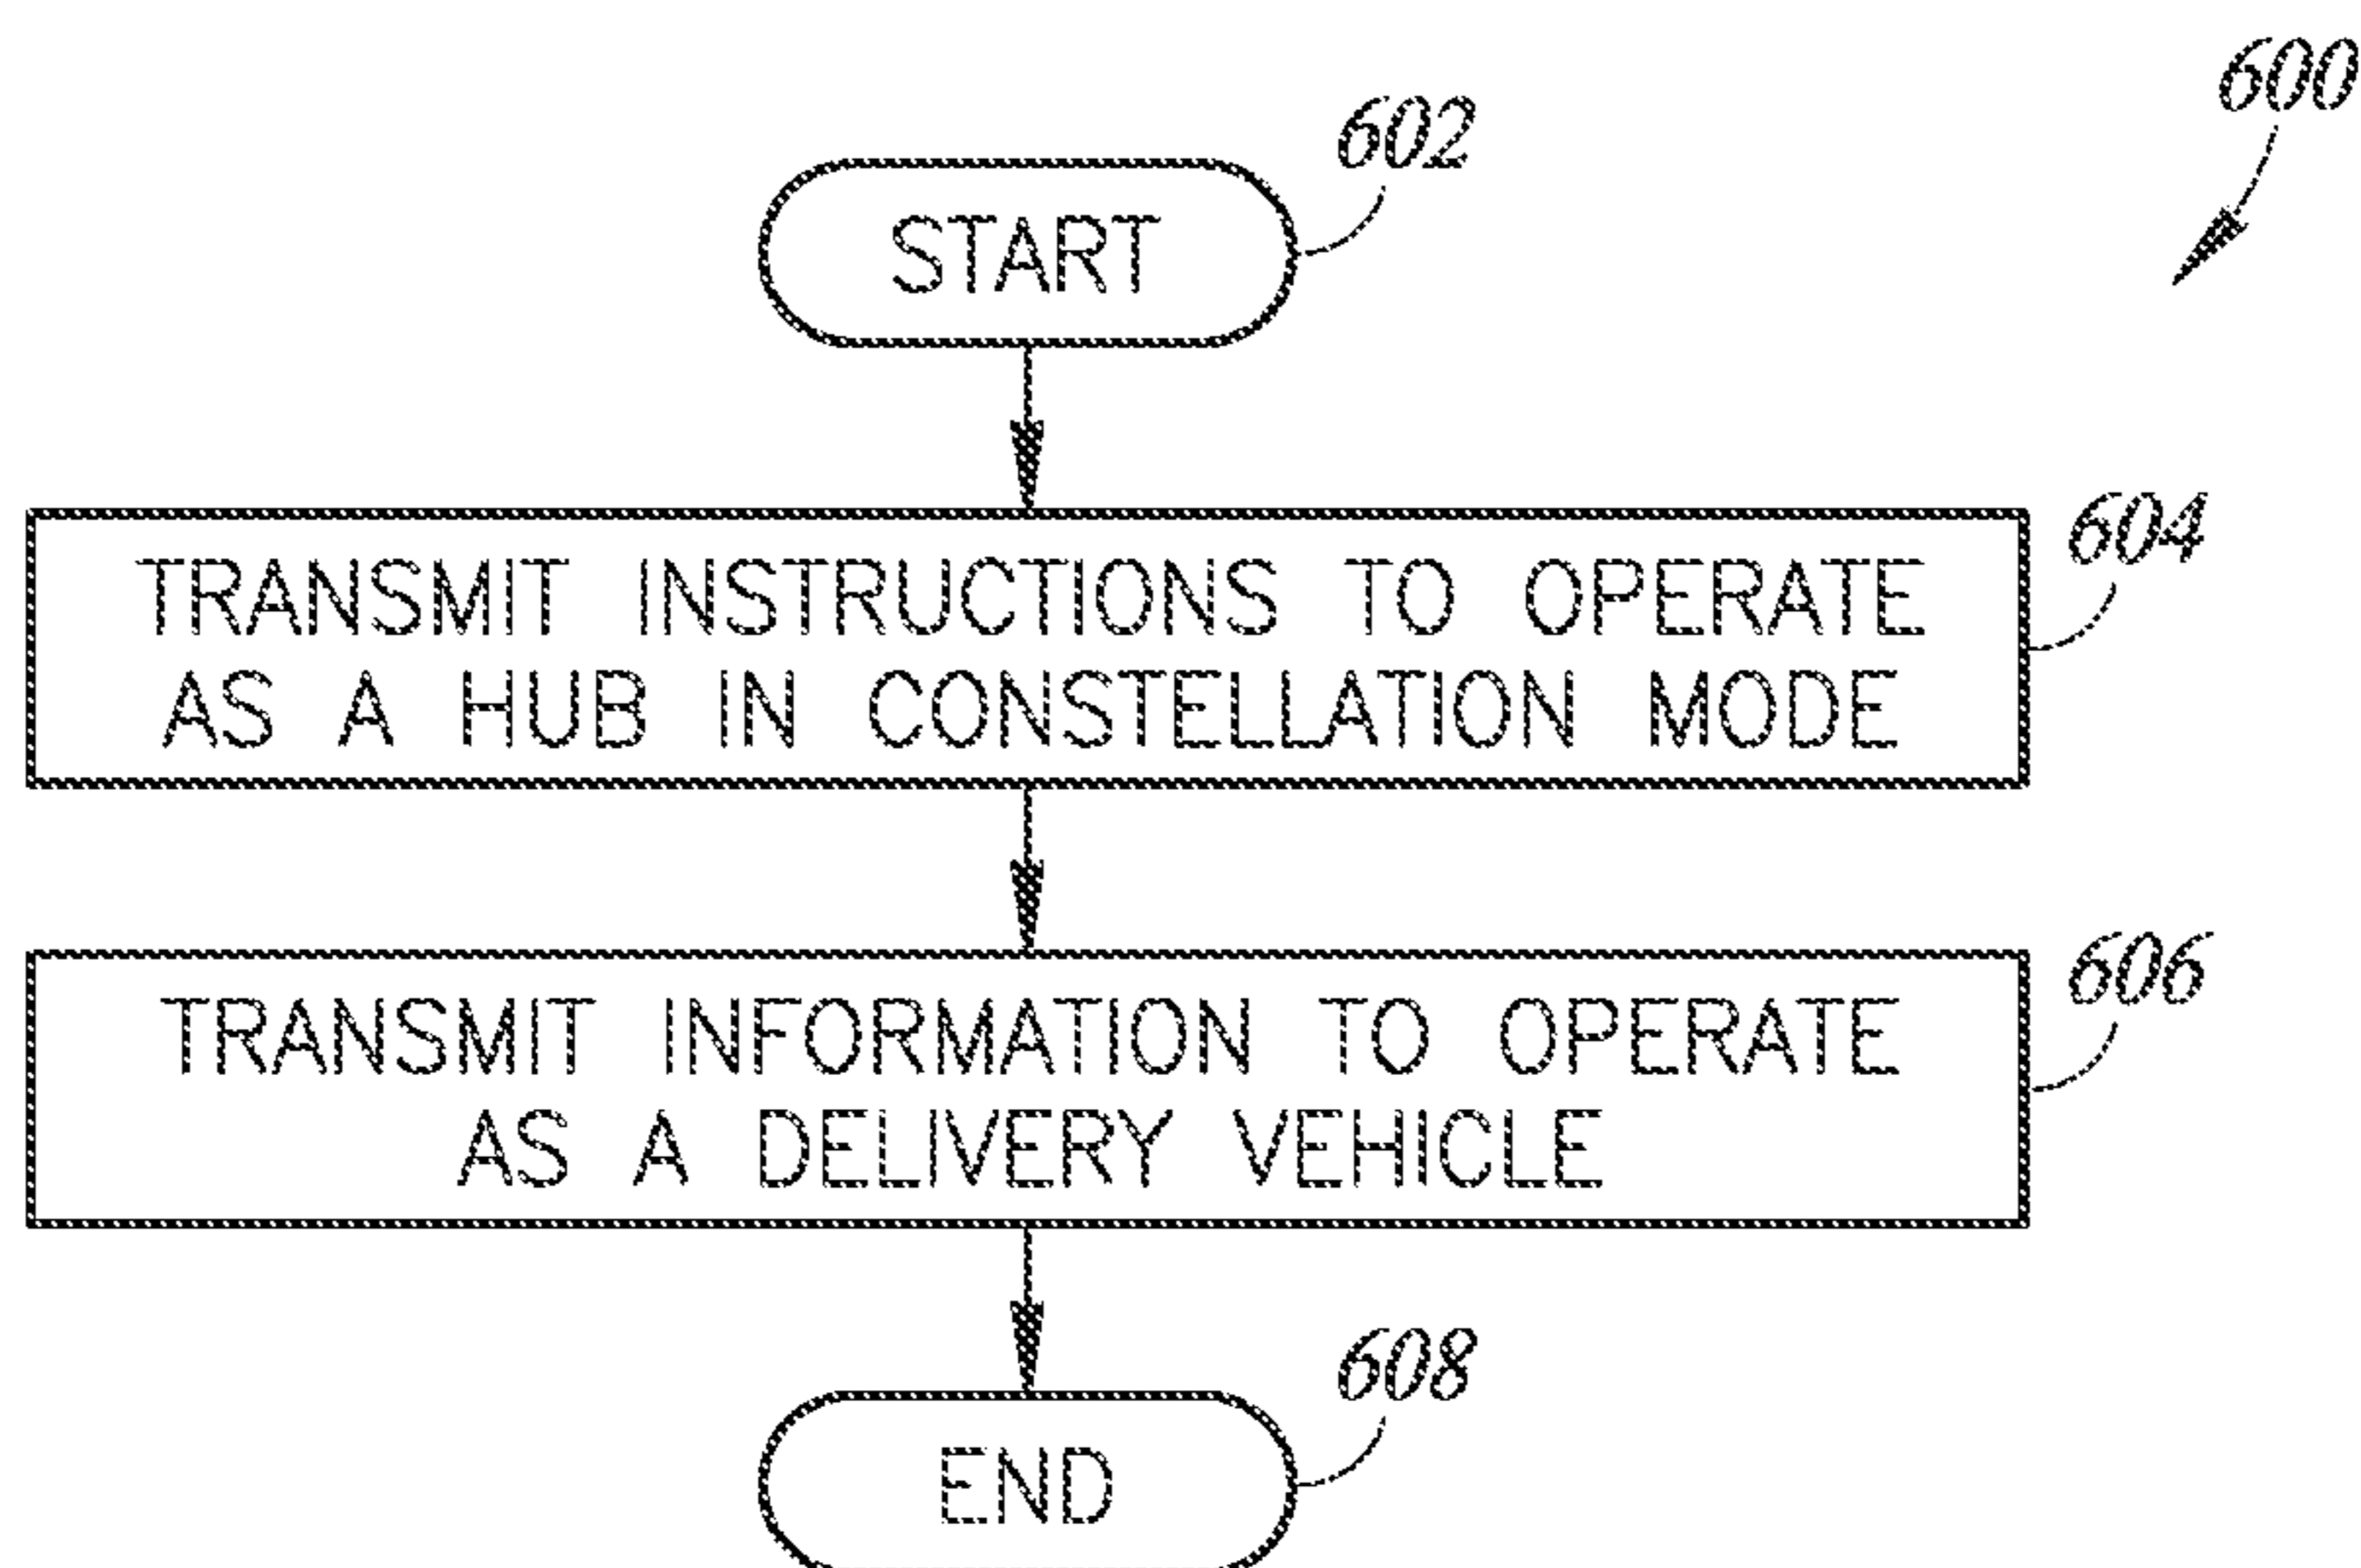 600
602
START
604
TRANSMIT INSTRUCTIONS TO OPERATE
AS A HUB IN CONSTELLATION MODE
606
TRANSMIT INFORMATION TO OPERATE
AS A DELIVERY VEHICLE
608
END